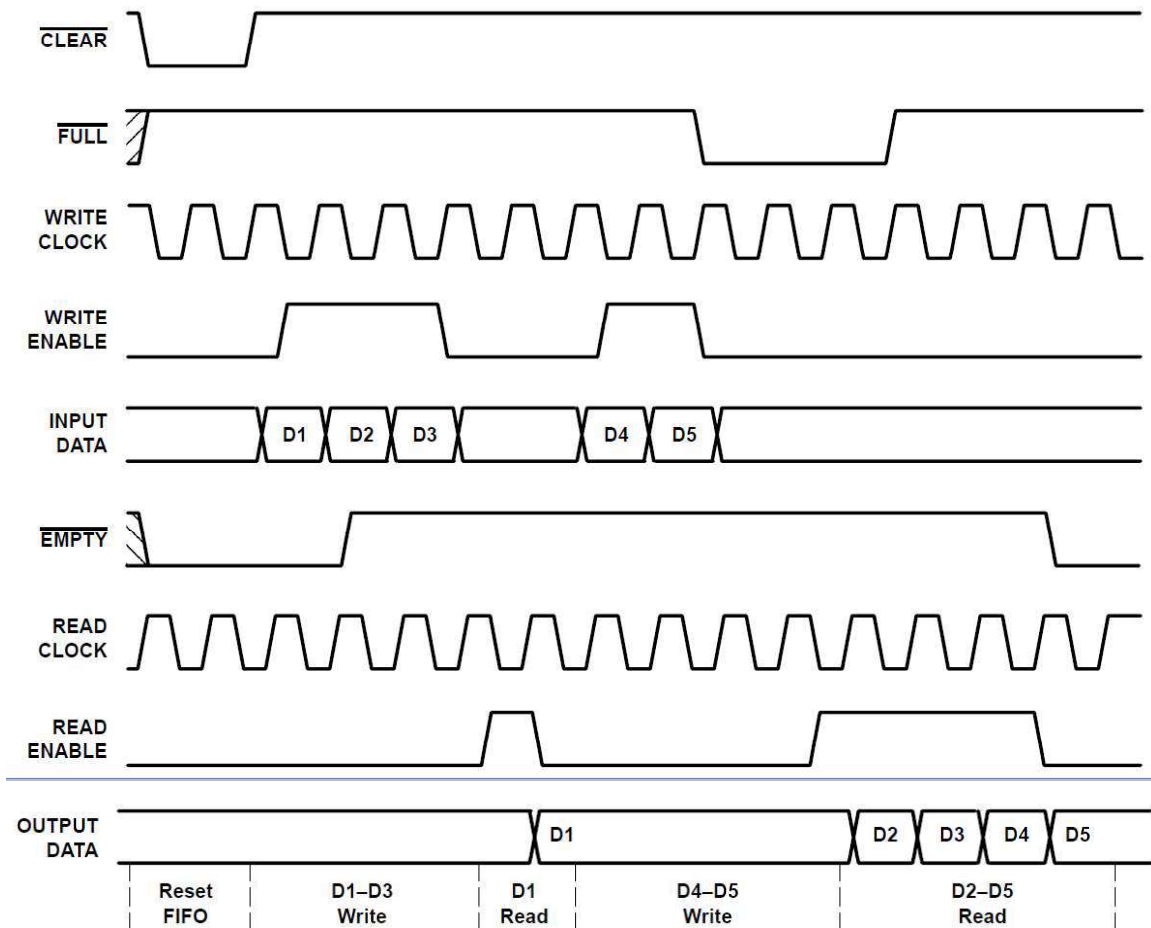 CLEAR
FULL
WRITE
CLOCK
WRITE
ENABLE
INPUT
DATA
D1 D2 D3 D4 D5
EMPTY
READ
CLOCK
READ
ENABLE
OUTPUT
DATA
D1 D2 D3 D4 D5
Reset D1–D3 D1 D4–D5 D2–D5
FIFO Write Read Write Read